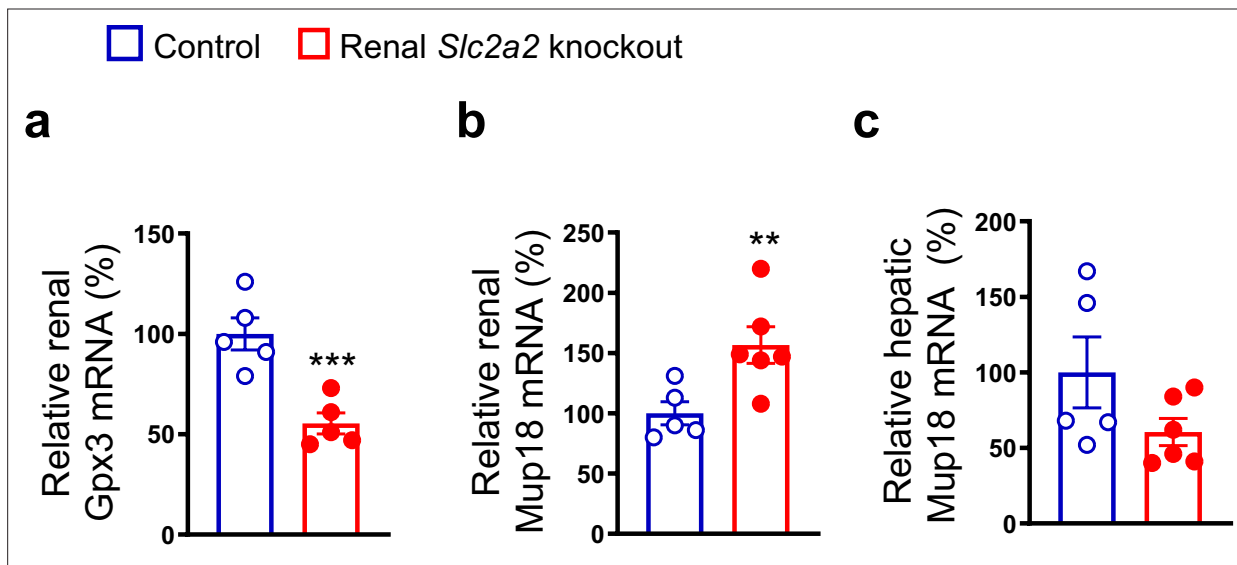 Control Renal Slc2a2 knockout
a
Relative renal
Gpx3 mRNA (%)
150
100
50
0
***
b
Relative renal
Mup18 mRNA (%)
250
200
150
100
50
0
**
c
Relative hepatic
Mup18 mRNA (%)
200
150
100
50
0